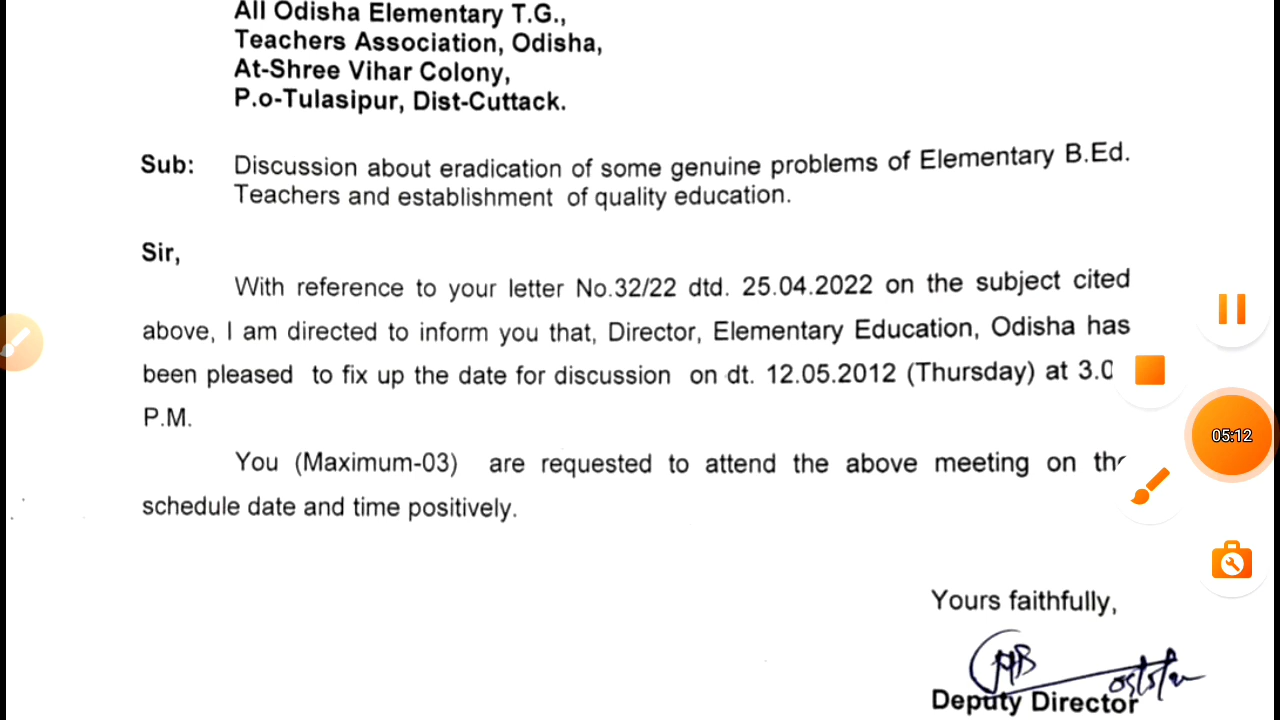 All Odisha Elementary T.G.,
Teachers Association, Odisha,
At-Shree Vihar Colony,
P.o-Tulasipur, Dist-Cuttack.
Sub: Discussion about eradication of some genuine problems of Elementary B.Ed.
Teachers and establishment of quality education.
Sir,
With reference to your letter No.32/22 dtd. 25.04.2022 on the subject cited
above, I am directed to inform you that, Director, Elementary Education, Odisha has
been pleased to fix up the date for discussion on dt. 12.05.2012 (Thursday) at 3.0
P.M.
You (Maximum-03) are requested to attend the above meeting on the
schedule date and time positively.
Yours faithfully,
Deputy Director
05:12